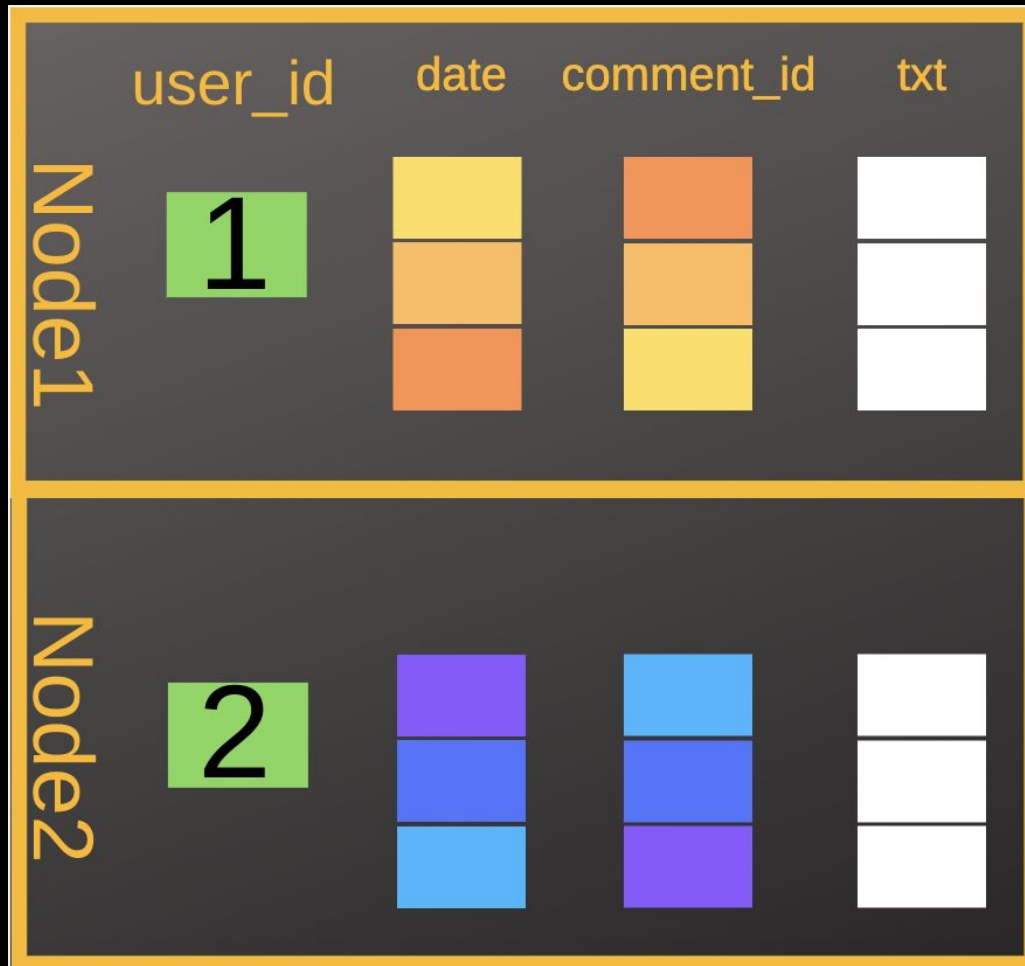 user_id date comment_id txt
Node1
1
Node2
2